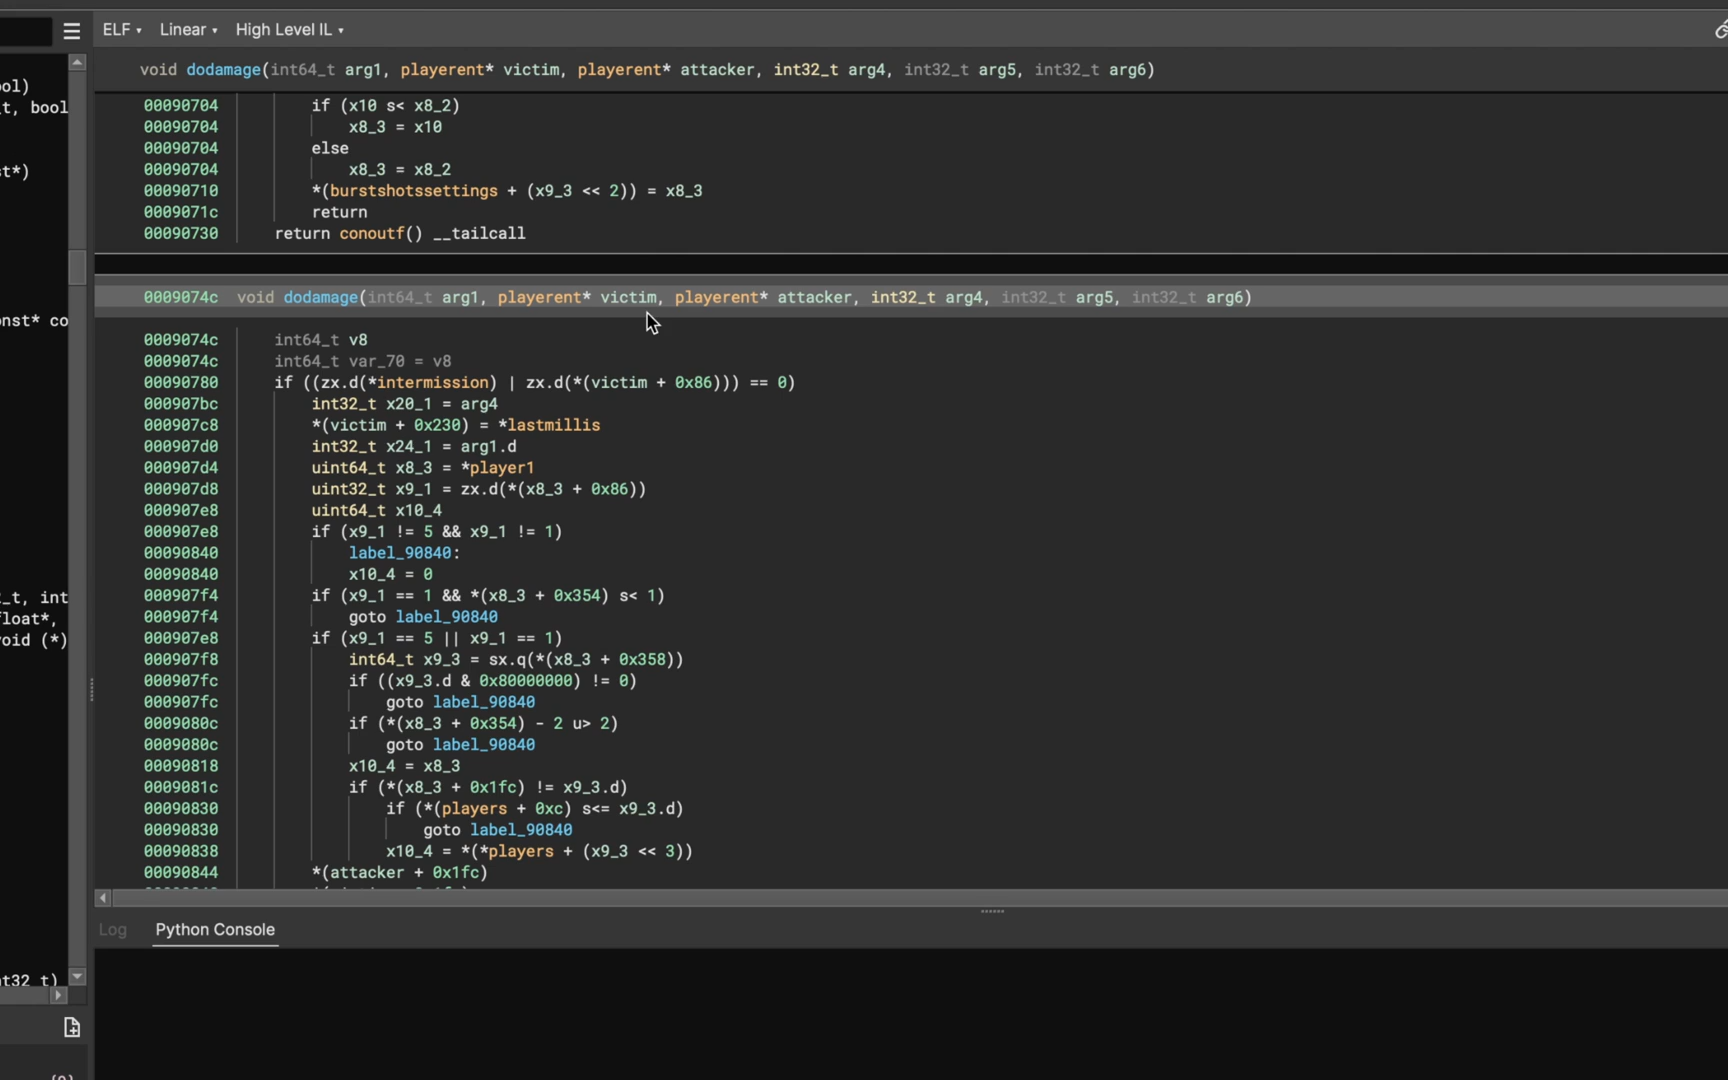 ELF ▾ Linear ▾ High Level IL ▾
void dodamage(int64_t arg1, playerent* victim, playerent* attacker, int32_t arg4, int32_t arg5, int32_t arg6)
ol)
t, bool
t*)
nst* co
_t, int
float*,
void (*)
nt32_t)
00090704 if (x10 s< x8_2)
00090704 x8_3 = x10
00090704 else
00090704 x8_3 = x8_2
00090710 *(burstshotssettings + (x9_3 << 2)) = x8_3
0009071c return
00090730 return conoutf() __tailcall
0009074c void dodamage(int64_t arg1, playerent* victim, playerent* attacker, int32_t arg4, int32_t arg5, int32_t arg6)
0009074c int64_t v8
0009074c int64_t var_70 = v8
00090780 if ((zx.d(*intermission) | zx.d(*(victim + 0x86))) == 0)
000907bc int32_t x20_1 = arg4
000907c8 *(victim + 0x230) = *lastmillis
000907d0 int32_t x24_1 = arg1.d
000907d4 uint64_t x8_3 = *player1
000907d8 uint32_t x9_1 = zx.d(*(x8_3 + 0x86))
000907e8 uint64_t x10_4
000907e8 if (x9_1 != 5 && x9_1 != 1)
00090840 label_90840:
00090840 x10_4 = 0
000907f4 if (x9_1 == 1 && *(x8_3 + 0x354) s< 1)
000907f4 goto label_90840
000907e8 if (x9_1 == 5 || x9_1 == 1)
000907f8 int64_t x9_3 = sx.q(*(x8_3 + 0x358))
000907fc if ((x9_3.d & 0x80000000) != 0)
000907fc goto label_90840
0009080c if (*(x8_3 + 0x354) - 2 u> 2)
0009080c goto label_90840
00090818 x10_4 = x8_3
0009081c if (*(x8_3 + 0x1fc) != x9_3.d)
00090830 if (*(players + 0xc) s<= x9_3.d)
00090830 goto label_90840
00090838 x10_4 = *(*players + (x9_3 << 3))
00090844 *(attacker + 0x1fc)
Log Python Console